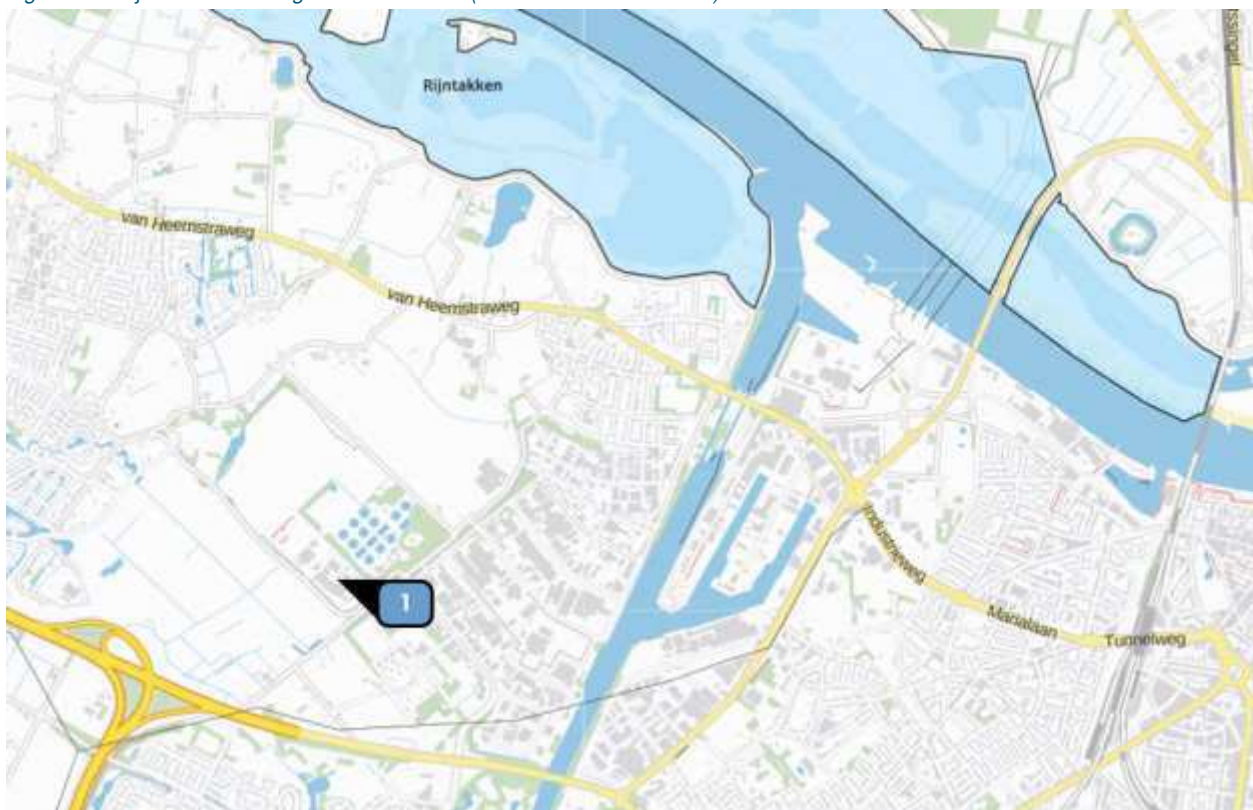 Rijntakken
van Heemstraweg
van Heemstraweg
1
Industrieweg
Marialaan
Tunnelweg